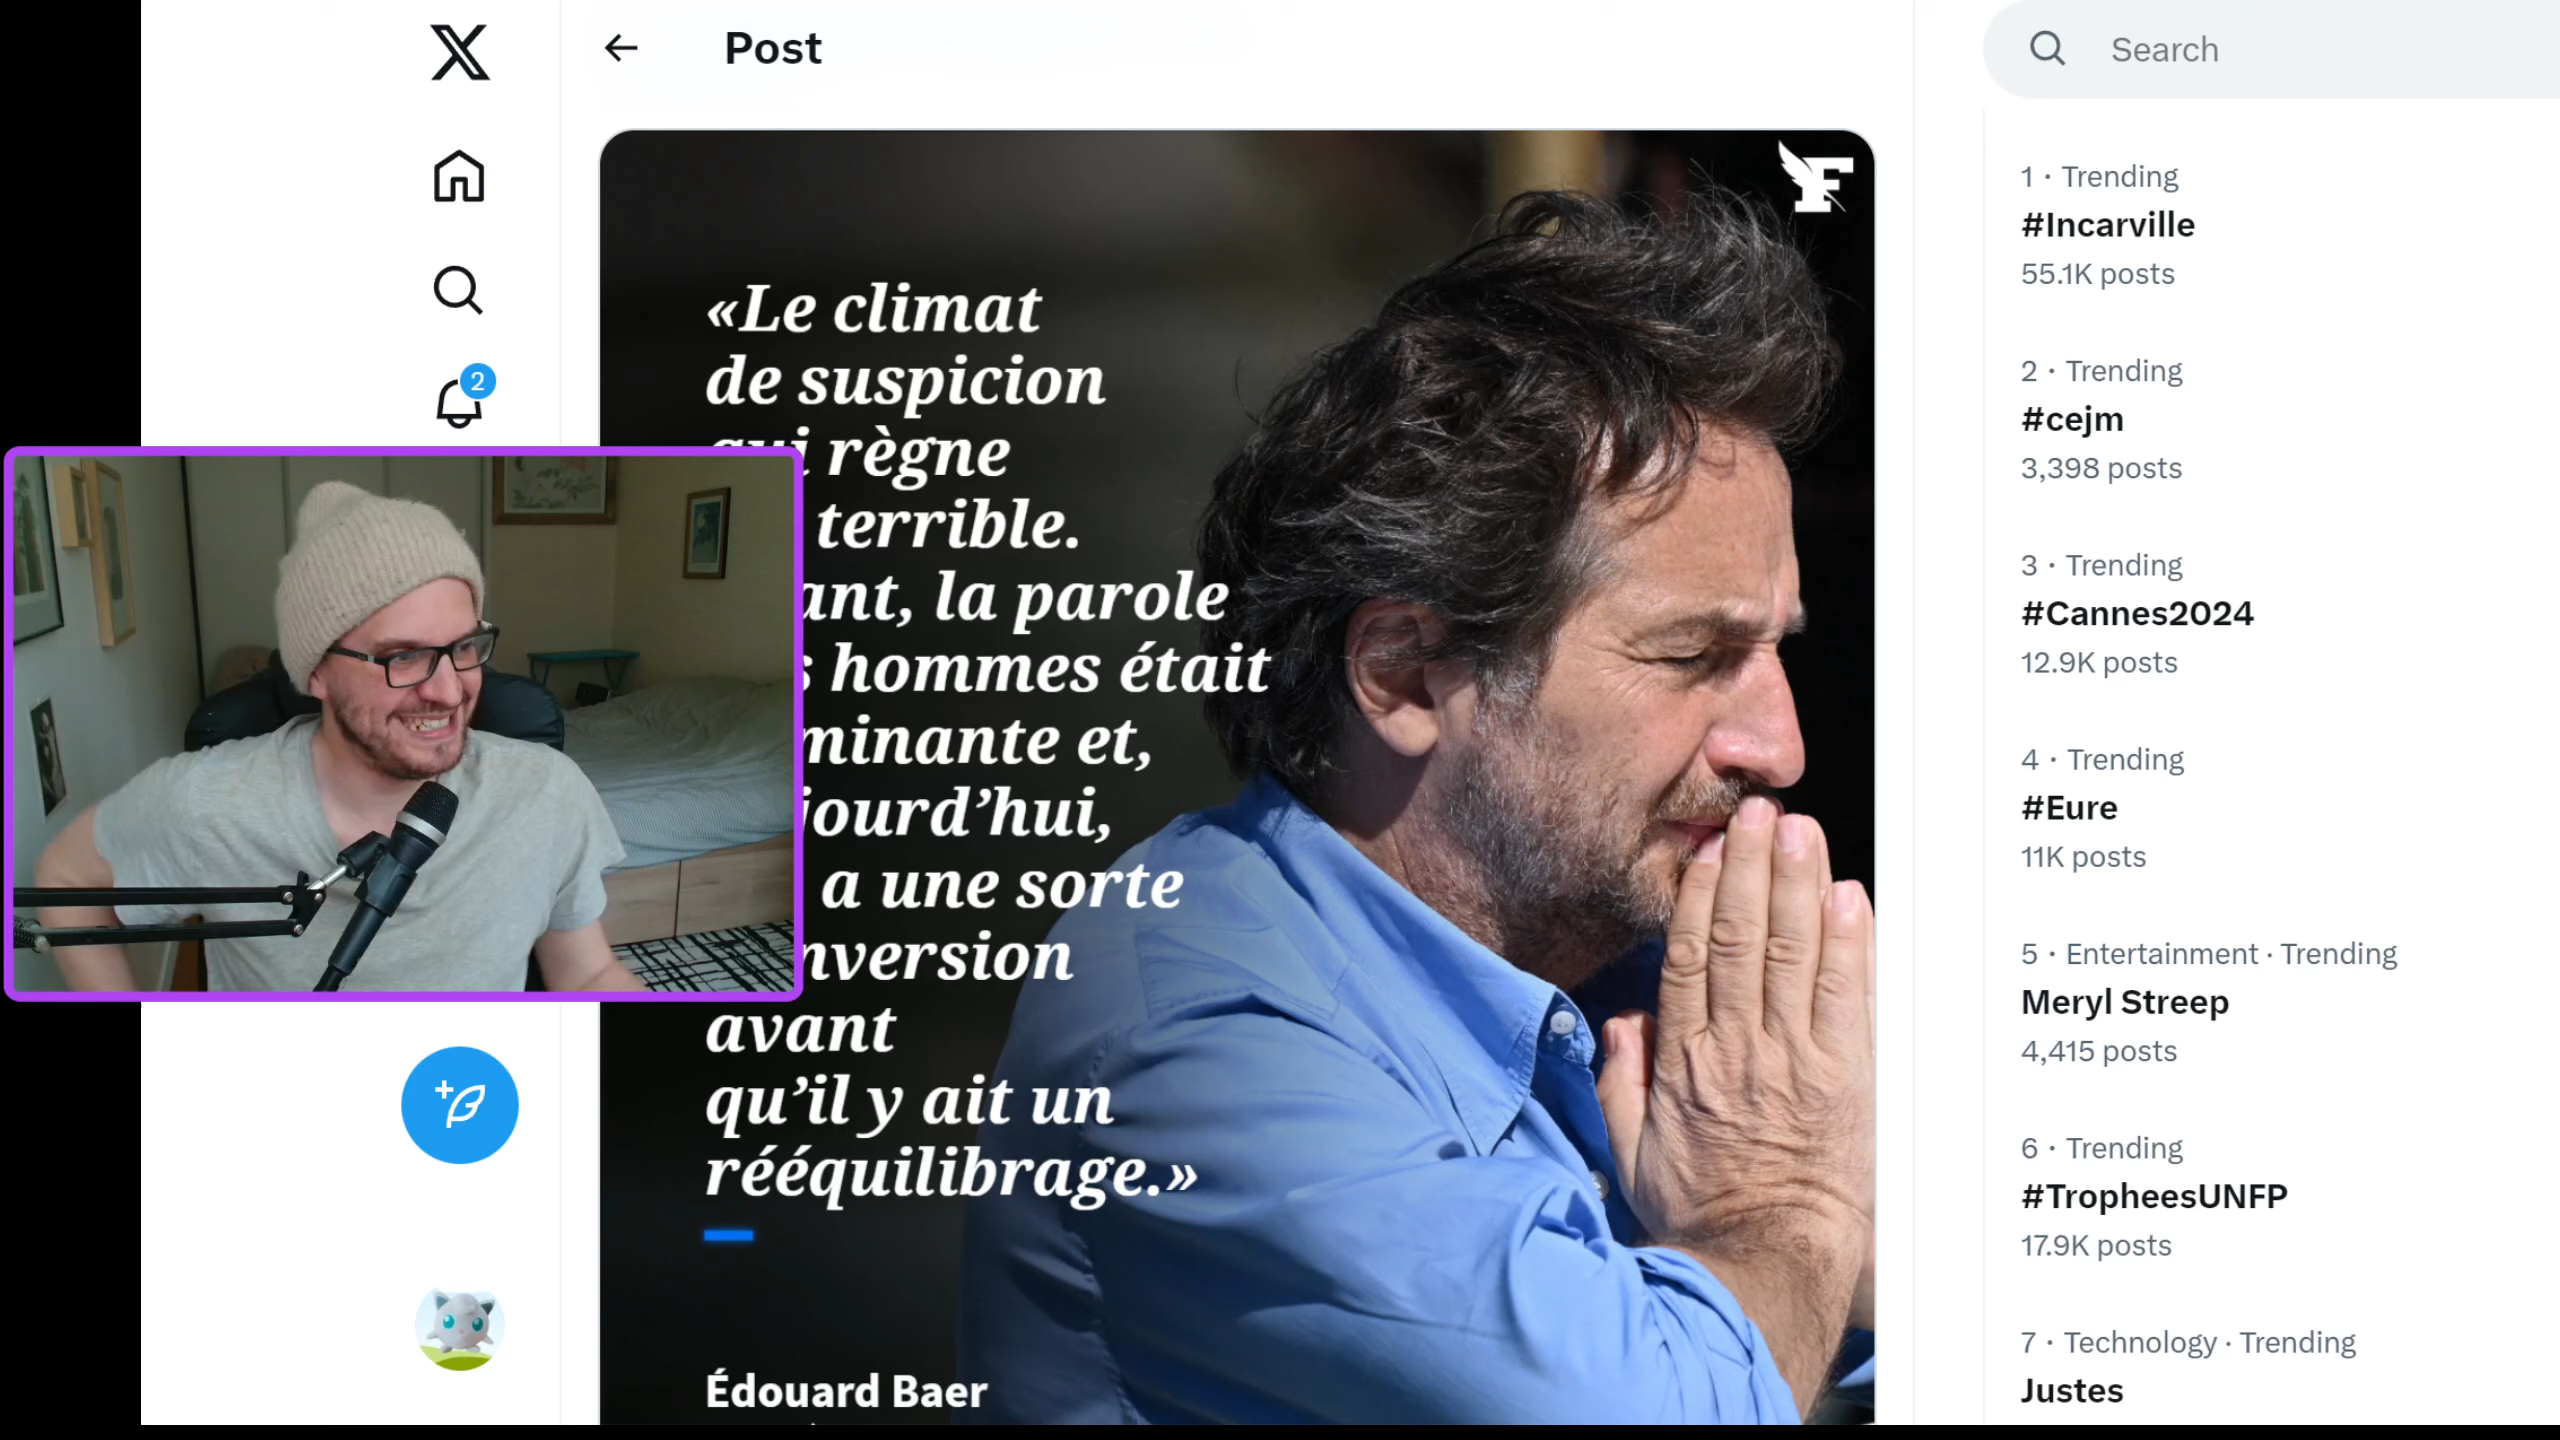 Post
Search
2
«Le climat
de suspicion
qui règne
terrible.
la parole
hommes était
et,
a une sorte
avant
qu’il y ait un
rééquilibrage.»
Édouard Baer
F
1 · Trending
#Incarville
55.1K posts
2 · Trending
#cejm
3,398 posts
3 · Trending
#Cannes2024
12.9K posts
4 · Trending
#Eure
11K posts
5 · Entertainment · Trending
Meryl Streep
4,415 posts
6 · Trending
#TropheesUNFP
17.9K posts
7 · Technology · Trending
Justes